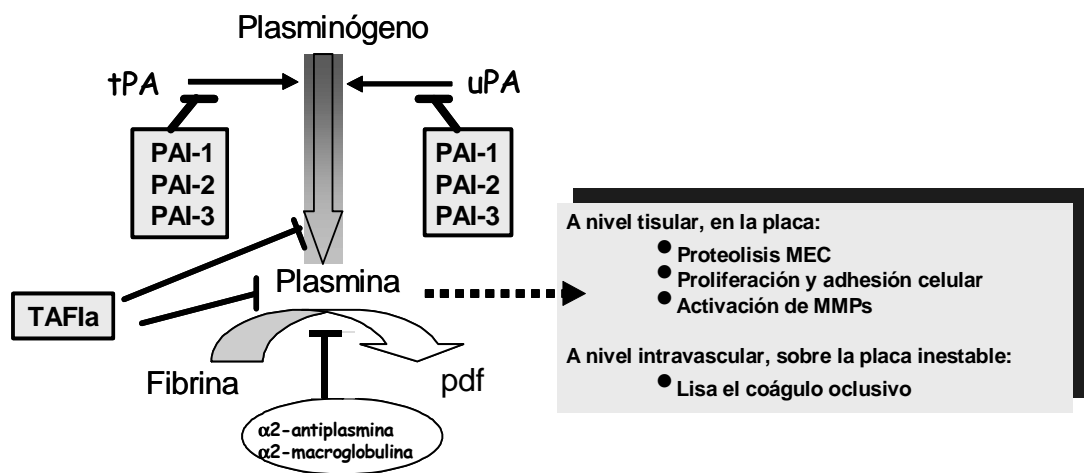 Plasminógeno
tPA
uPA
PAI-1
PAI-2
PAI-3
PAI-1
PAI-2
PAI-3
TAFIa
Plasmina
Fibrina
pdf
α2-antiplasmina
α2-macroglobulina
A nivel tisular, en la placa:
● Proteolisis MEC
● Proliferación y adhesión celular
● Activación de MMPs
A nivel intravascular, sobre la placa inestable:
● Lisa el coágulo oclusivo